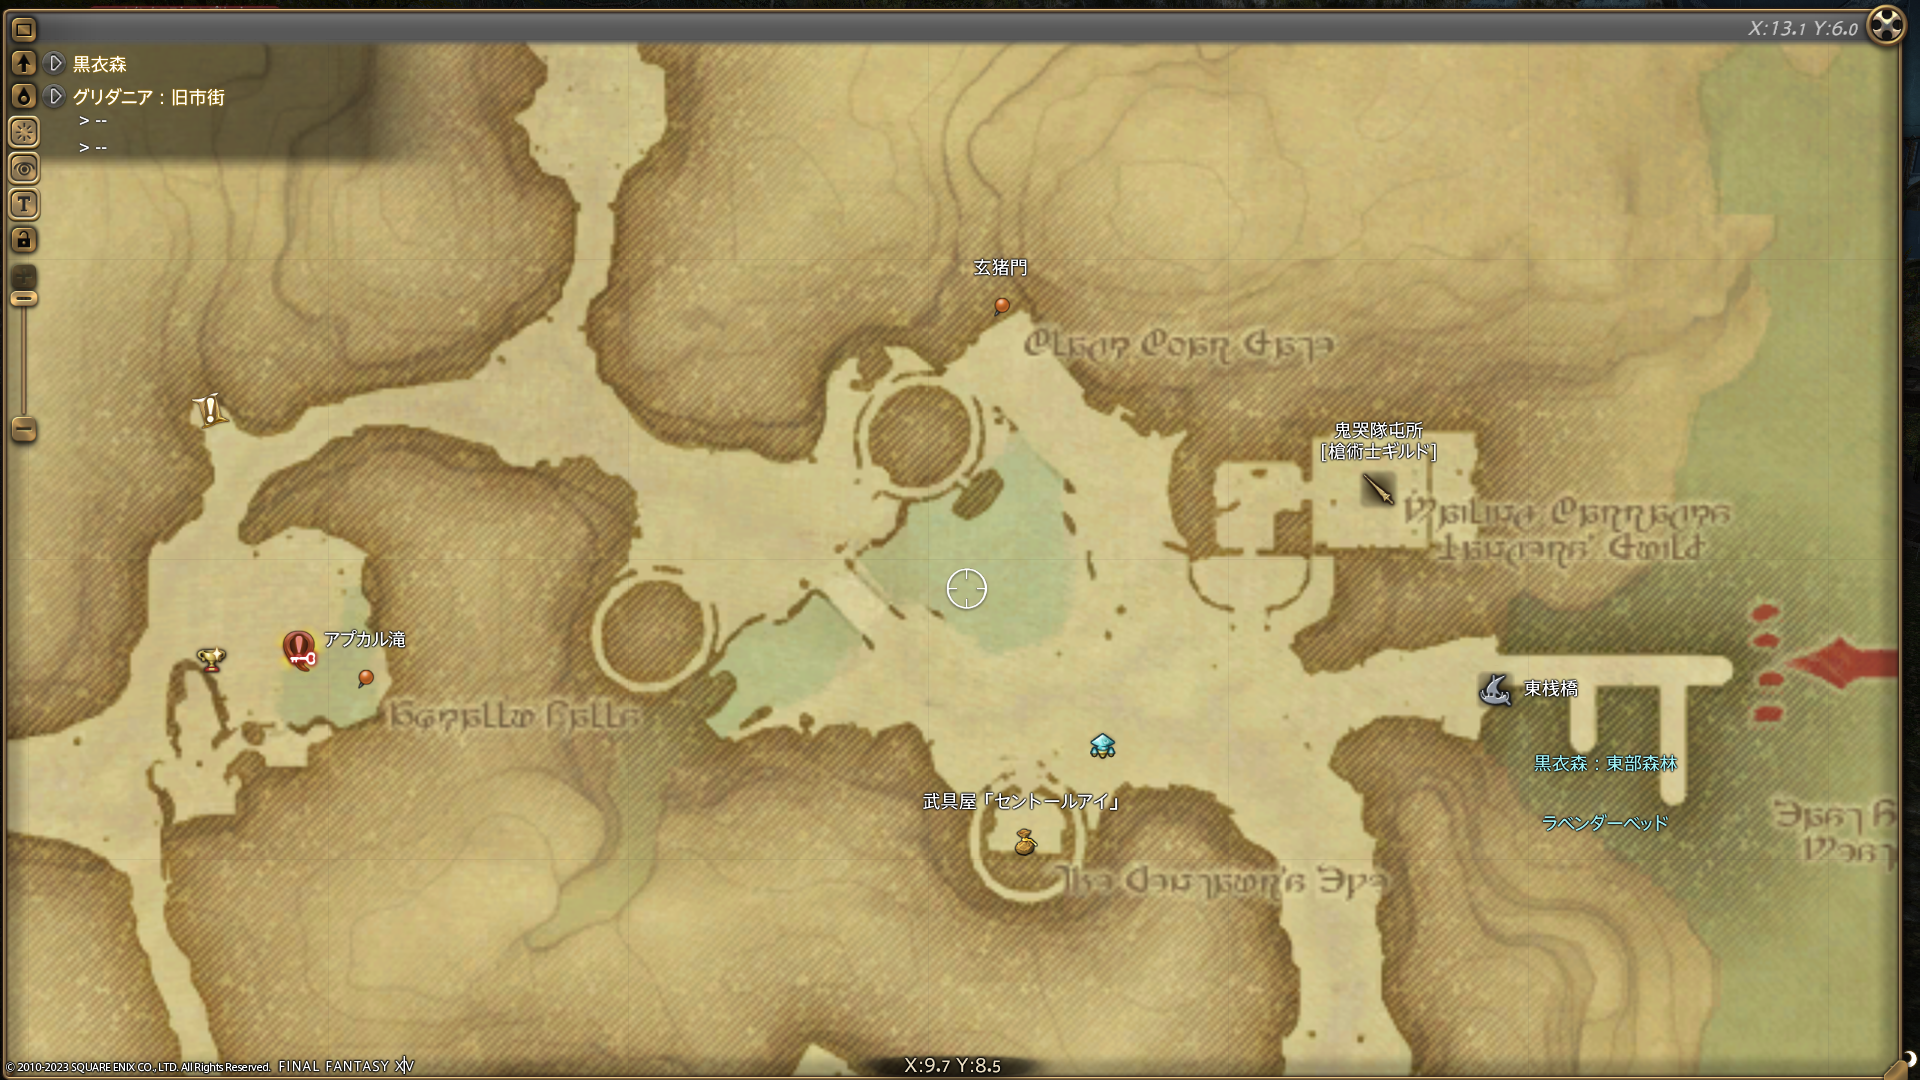 X:13.1 Y:6.0
黒衣森
グリダニア：旧市街
> --
> --
玄猪門
鬼哭隊屯所
[槍術士ギルド]
アプカル滝
東桟橋
黒衣森：東部森林
武具屋「セントールアイ」
ラベンダーベッド
© 2010-2023 SQUARE ENIX CO., LTD. All Rights Reserved. FINAL FANTASY XIV
X:9.7 Y:8.5